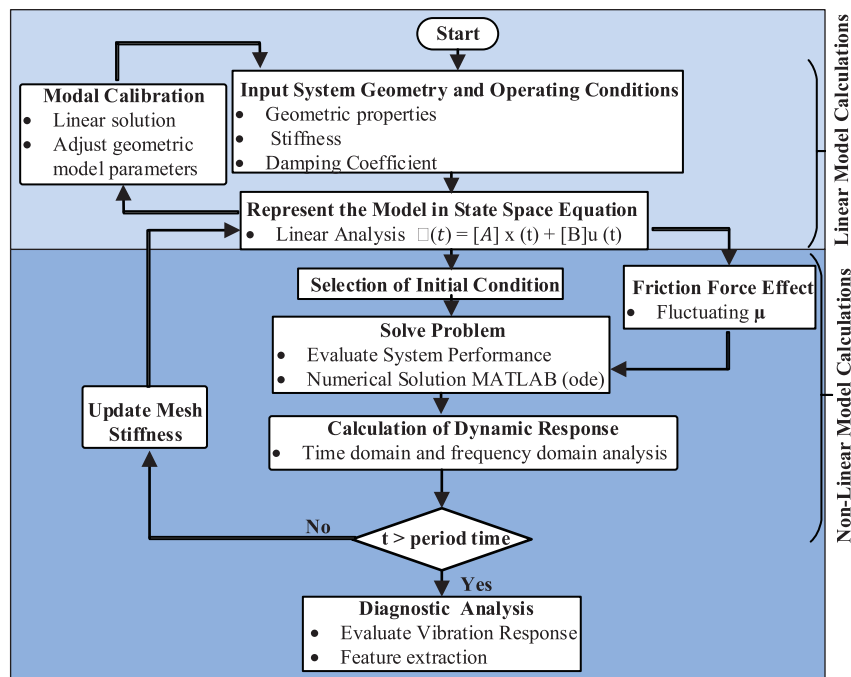 Start
Modal Calibration
• Linear solution
• Adjust geometric
model parameters
Input System Geometry and Operating Conditions
• Geometric properties
• Stiffness
• Damping Coefficient
Represent the Model in State Space Equation
• Linear Analysis □(t) = [A] x (t) + [B]u (t)
Linear Model Calculations
Selection of Initial Condition
Friction Force Effect
• Fluctuating μ
Solve Problem
• Evaluate System Performance
• Numerical Solution MATLAB (ode)
Update Mesh
Stiffness
Calculation of Dynamic Response
• Time domain and frequency domain analysis
Non-Linear Model Calculations
t > period time
No
Yes
Diagnostic Analysis
• Evaluate Vibration Response
• Feature extraction